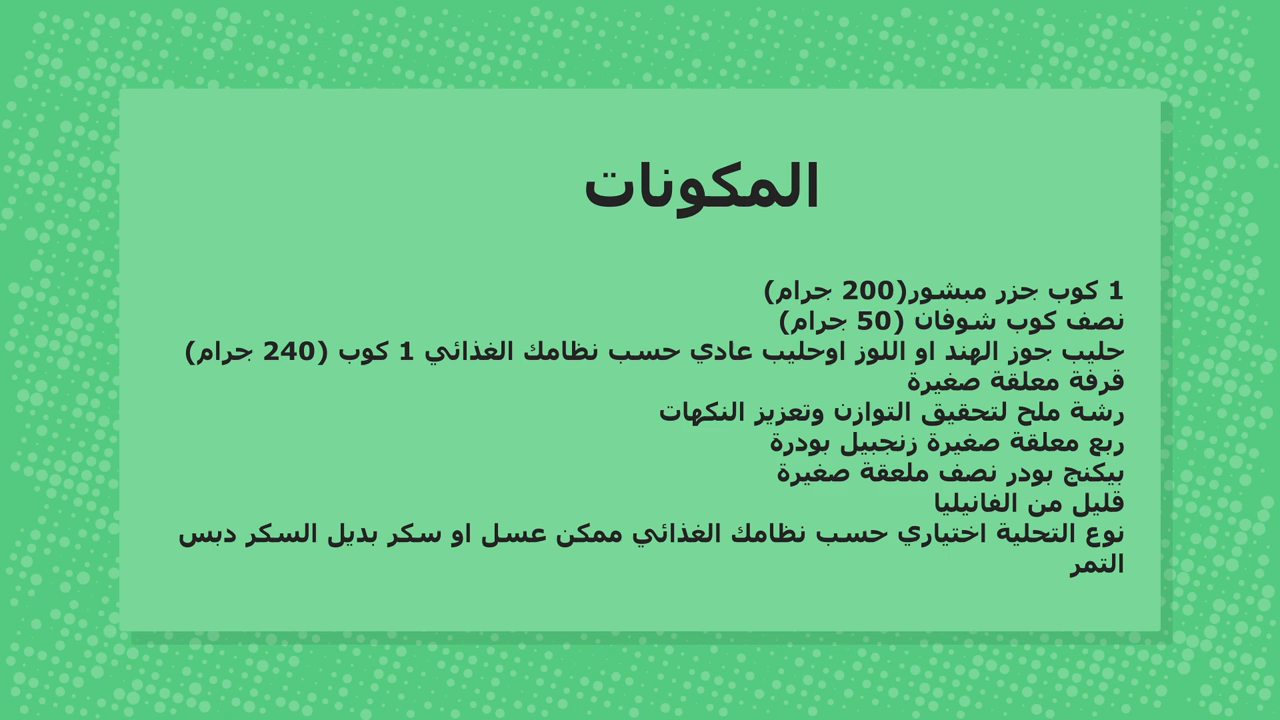 المكونات
1 كوب جزر مبشور(200 جرام)
نصف كوب شوفان (50 جرام)
حليب جوز الهند او اللوز اوحليب عادي حسب نظامك الغذائي 1 كوب (240 جرام)
قرفة معلقة صغيرة
رشة ملح لتحقيق التوازن وتعزيز النكهات
ربع معلقة صغيرة زنجبيل بودرة
بيكنج بودر نصف ملعقة صغيرة
قليل من الفانيليا
نوع التحلية اختياري حسب نظامك الغذائي ممكن عسل او سكر بديل السكر دبس
التمر